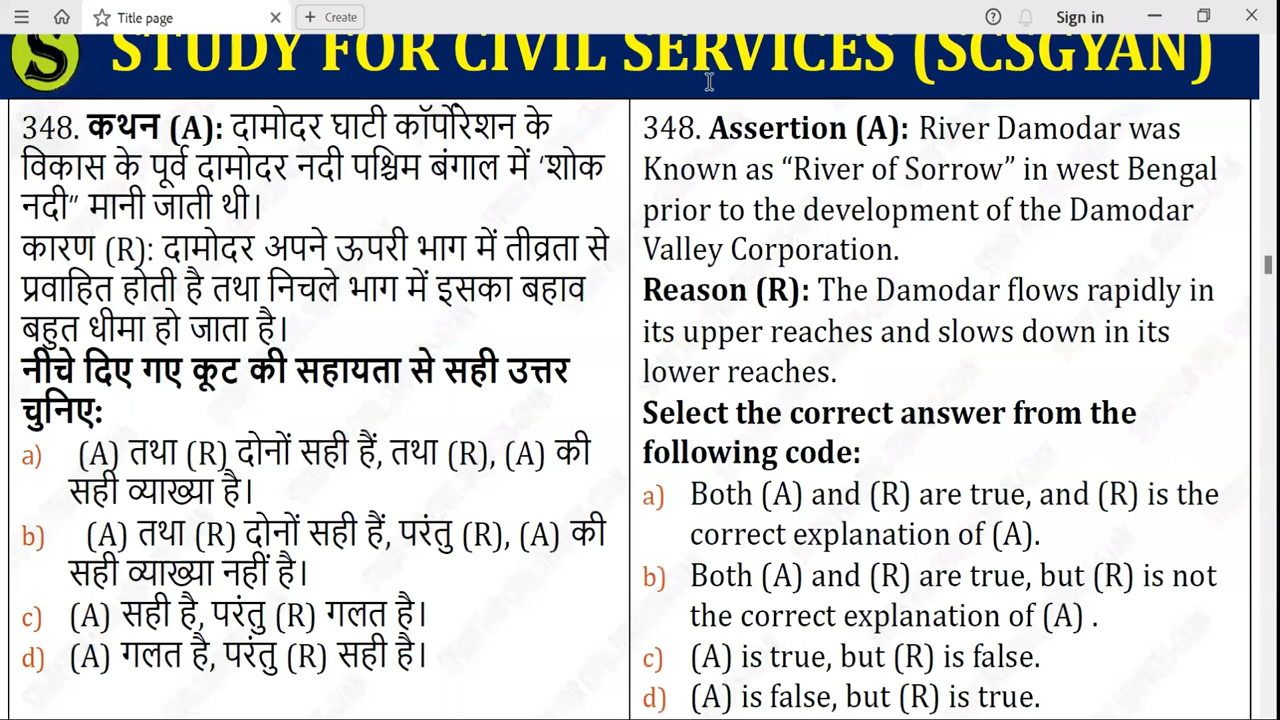 Title page
Create
Sign in
S STUDY FOR CIVIL SERVICES (SCSGYAN)
348. कथन (A): दामोदर घाटी कॉर्पोरेशन के
विकास के पूर्व दामोदर नदी पश्चिम बंगाल में ‘शोक
नदी” मानी जाती थी।
कारण (R): दामोदर अपने ऊपरी भाग में तीव्रता से
प्रवाहित होती है तथा निचले भाग में इसका बहाव
बहुत धीमा हो जाता है।
नीचे दिए गए कूट की सहायता से सही उत्तर
चुनिए:
a) (A) तथा (R) दोनों सही हैं, तथा (R), (A) की
सही व्याख्या है।
b) (A) तथा (R) दोनों सही हैं, परंतु (R), (A) की
सही व्याख्या नहीं है।
c) (A) सही है, परंतु (R) गलत है।
d) (A) गलत है, परंतु (R) सही है।
348. Assertion (A): River Damodar was
Known as “River of Sorrow” in west Bengal
prior to the development of the Damodar
Valley Corporation.
Reason (R): The Damodar flows rapidly in
its upper reaches and slows down in its
lower reaches.
Select the correct answer from the
following code:
a) Both (A) and (R) are true, and (R) is the
correct explanation of (A).
b) Both (A) and (R) are true, but (R) is not
the correct explanation of (A) .
c) (A) is true, but (R) is false.
d) (A) is false, but (R) is true.